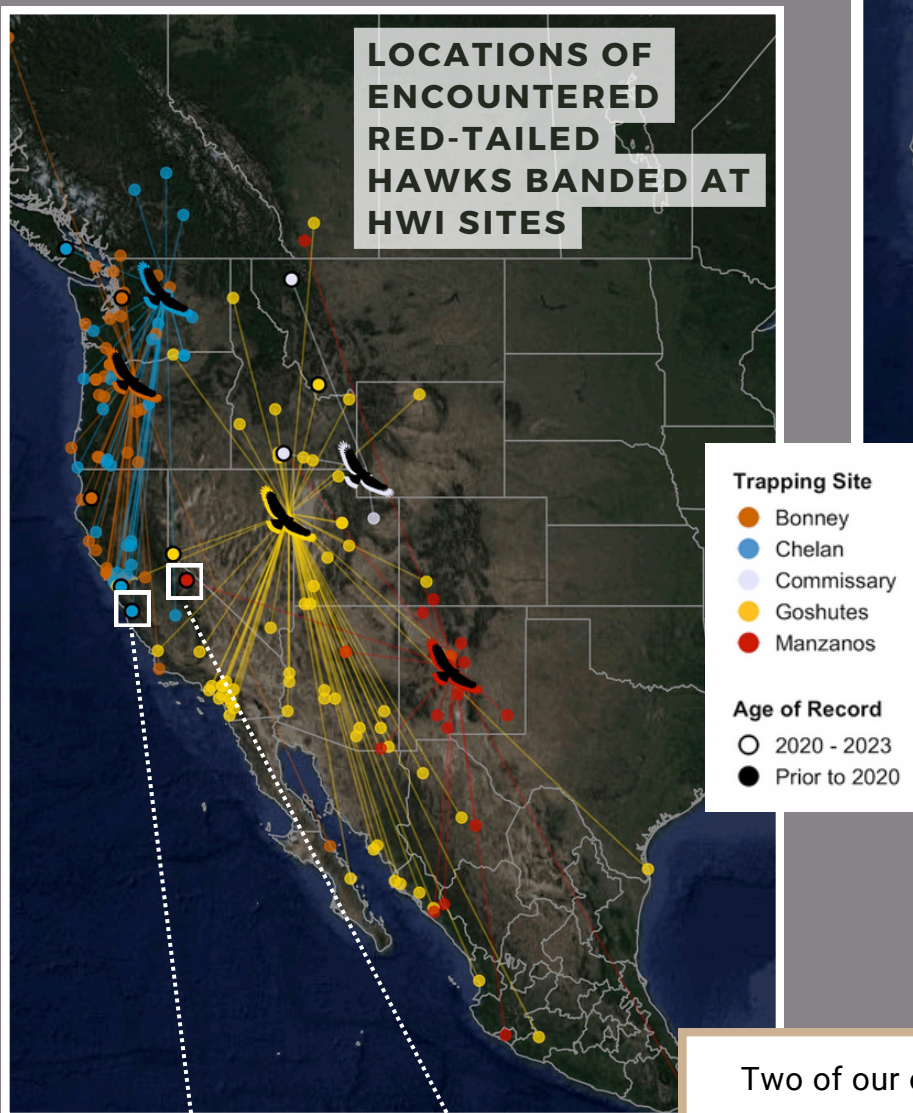 LOCATIONS OF
ENCOUNTERED
RED-TAILED
HAWKS BANDED AT
HWI SITES
Trapping Site
Bonney
Chelan
Commissary
Goshutes
Manzanos
Age of Record
2020 - 2023
Prior to 2020
Two of our